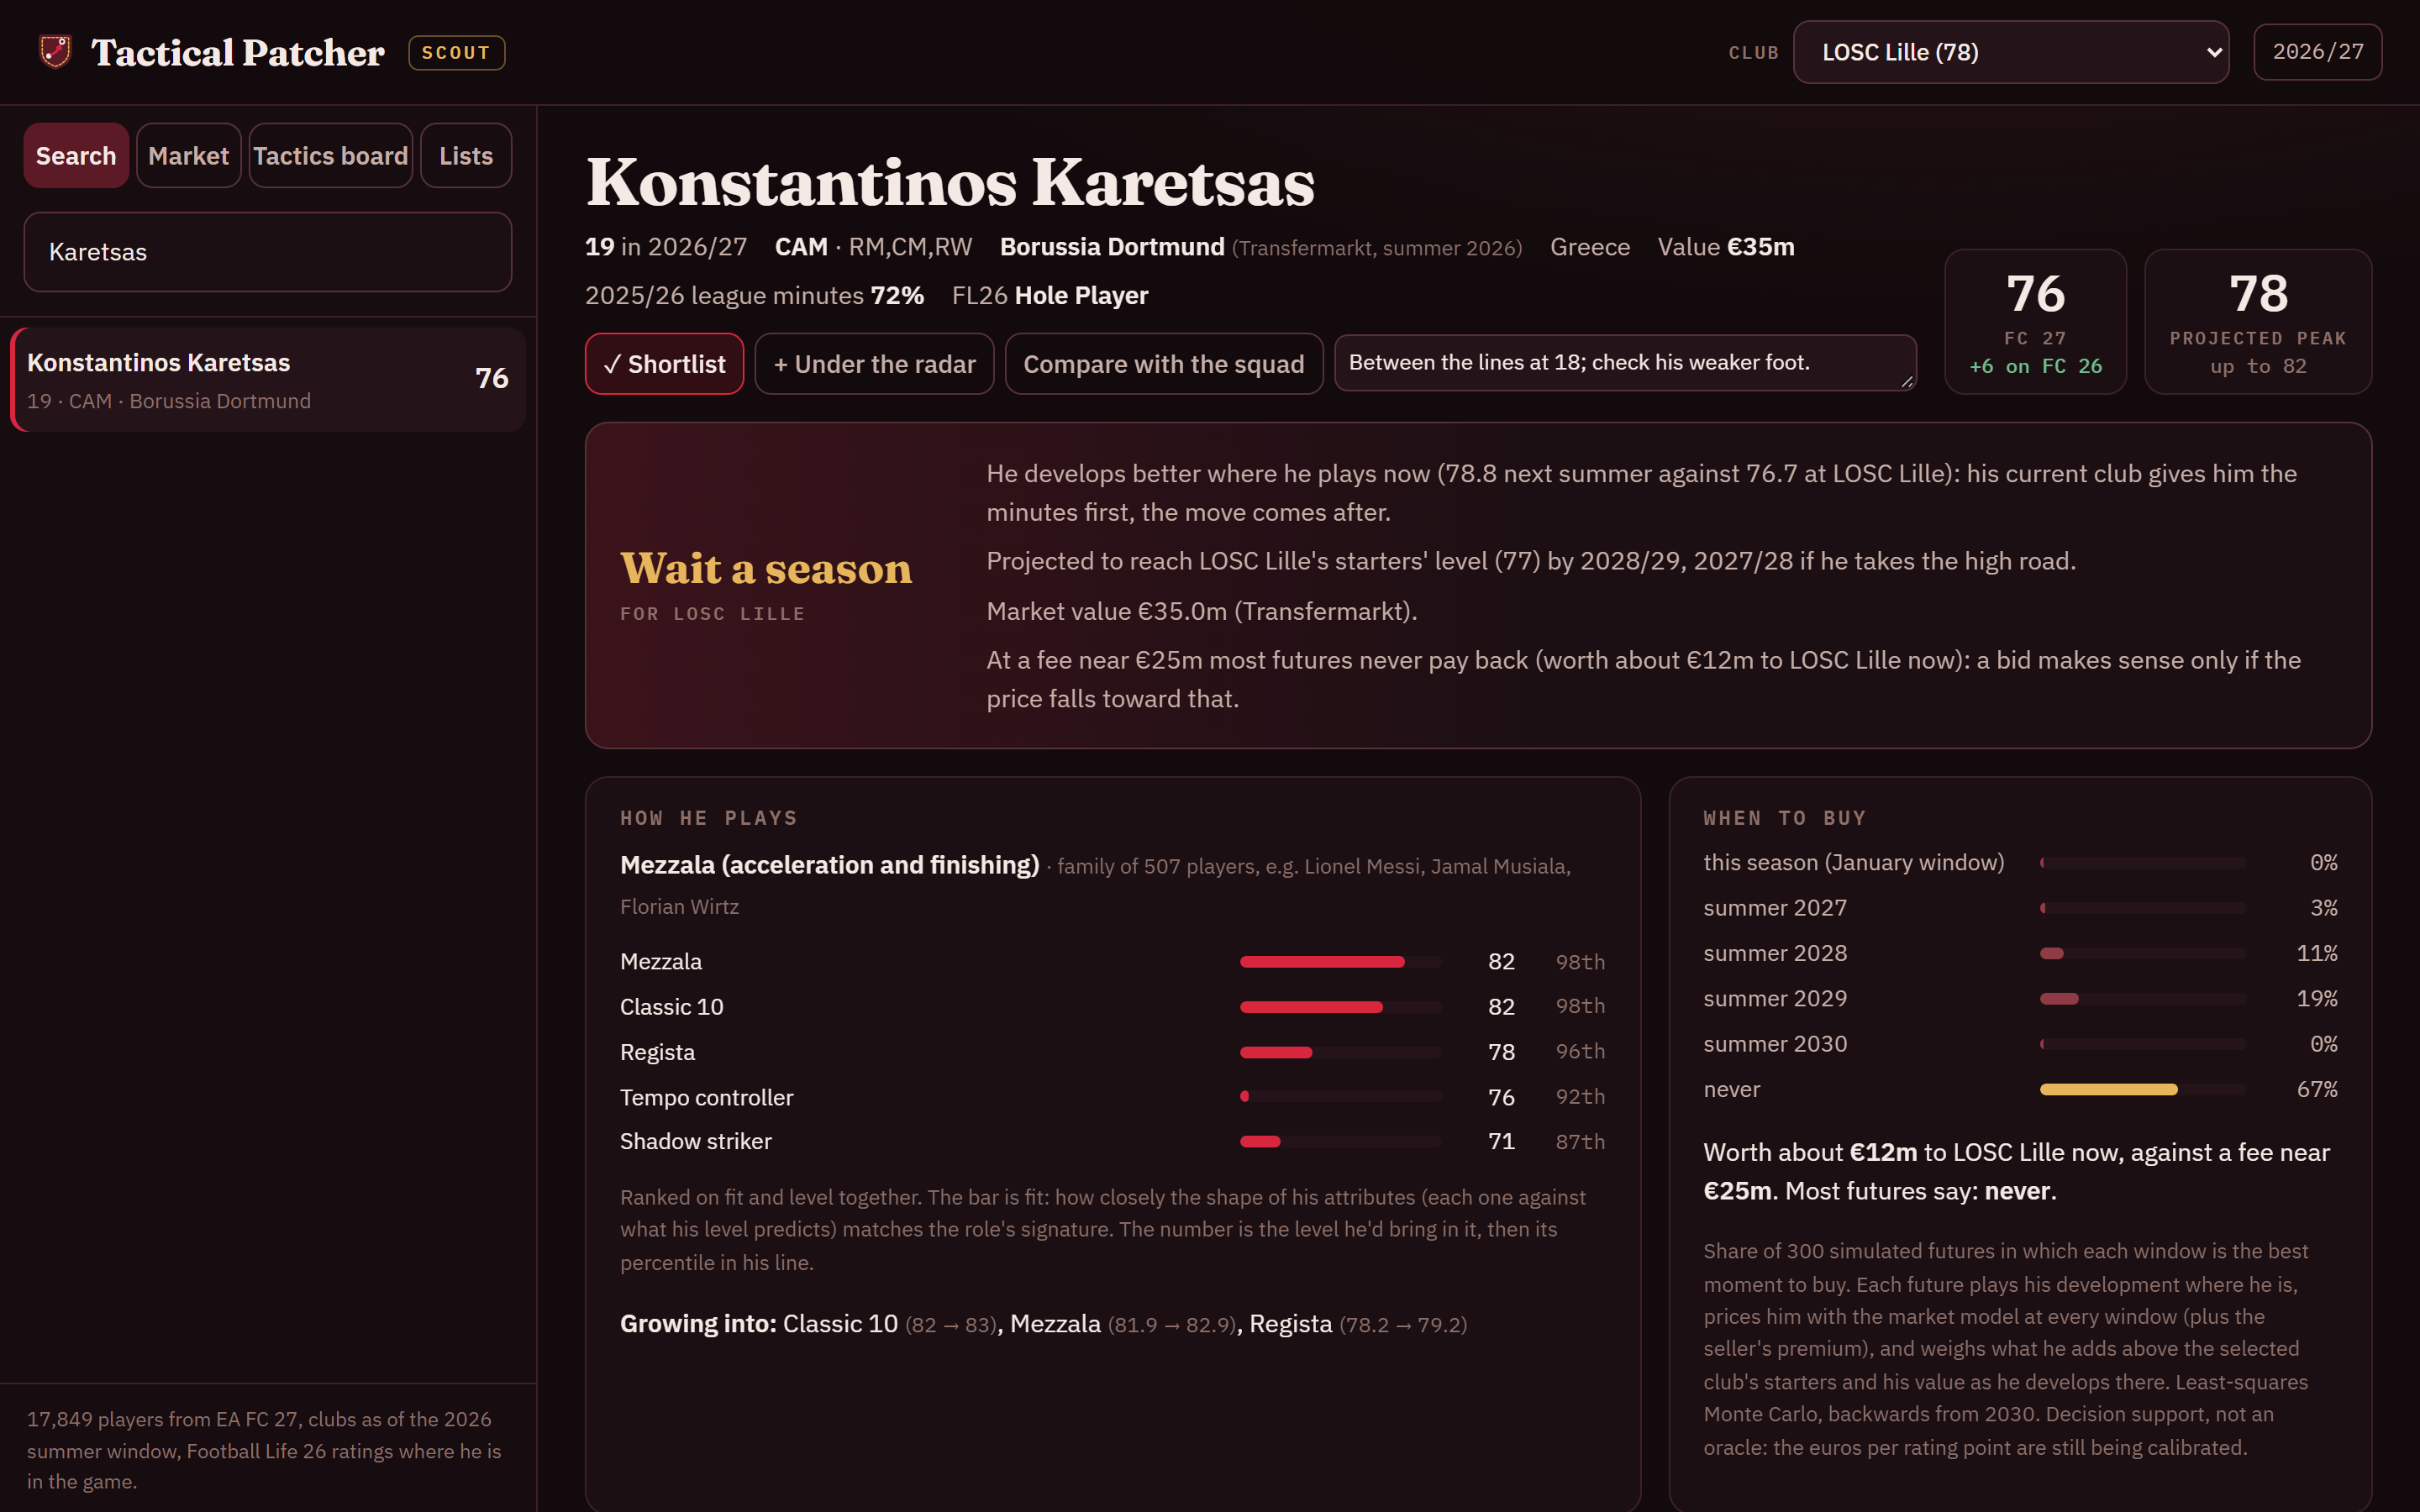 Tactical Patcher SCOUT
CLUB LOSC Lille (78) 2026/27
Search Market Tactics board Lists
Karetsas
Konstantinos Karetsas 76
19 · CAM · Borussia Dortmund
17,849 players from EA FC 27, clubs as of the 2026
summer window, Football Life 26 ratings where he is
in the game.
Konstantinos Karetsas
19 in 2026/27 CAM · RM,CM,RW Borussia Dortmund (Transfermarkt, summer 2026) Greece Value €35m
2025/26 league minutes 72% FL26 Hole Player
✓ Shortlist + Under the radar Compare with the squad Between the lines at 18; check his weaker foot.
76
FC 27
+6 on FC 26
78
PROJECTED PEAK
up to 82
Wait a season
FOR LOSC LILLE
He develops better where he plays now (78.8 next summer against 76.7 at LOSC Lille): his current club gives him the
minutes first, the move comes after.
Projected to reach LOSC Lille's starters' level (77) by 2028/29, 2027/28 if he takes the high road.
Market value €35.0m (Transfermarkt).
At a fee near €25m most futures never pay back (worth about €12m to LOSC Lille now): a bid makes sense only if the
price falls toward that.
HOW HE PLAYS
Mezzala (acceleration and finishing) · family of 507 players, e.g. Lionel Messi, Jamal Musiala,
Florian Wirtz
Mezzala 82 98th
Classic 10 82 98th
Regista 78 96th
Tempo controller 76 92th
Shadow striker 71 87th
Ranked on fit and level together. The bar is fit: how closely the shape of his attributes (each one against
what his level predicts) matches the role's signature. The number is the level he'd bring in it, then its
percentile in his line.
Growing into: Classic 10 (82 → 83), Mezzala (81.9 → 82.9), Regista (78.2 → 79.2)
WHEN TO BUY
this season (January window) 0%
summer 2027 3%
summer 2028 11%
summer 2029 19%
summer 2030 0%
never 67%
Worth about €12m to LOSC Lille now, against a fee near
€25m. Most futures say: never.
Share of 300 simulated futures in which each window is the best
moment to buy. Each future plays his development where he is,
prices him with the market model at every window (plus the
seller's premium), and weighs what he adds above the selected
club's starters and his value as he develops there. Least-squares
Monte Carlo, backwards from 2030. Decision support, not an
oracle: the euros per rating point are still being calibrated.